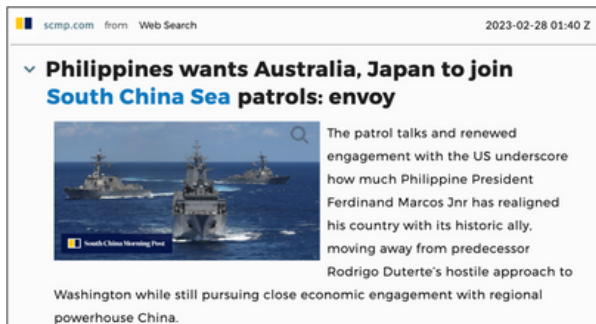 scmp.com from Web Search 2023-02-28 01:40 Z
Philippines wants Australia, Japan to join
South China Sea patrols: envoy
The patrol talks and renewed
engagement with the US underscore
how much Philippine President
Ferdinand Marcos Jnr has realigned
his country with its historic ally,
moving away from predecessor
South China Morning Post
Rodrigo Duterte's hostile approach to
Washington while still pursuing close economic engagement with regional
powerhouse China.